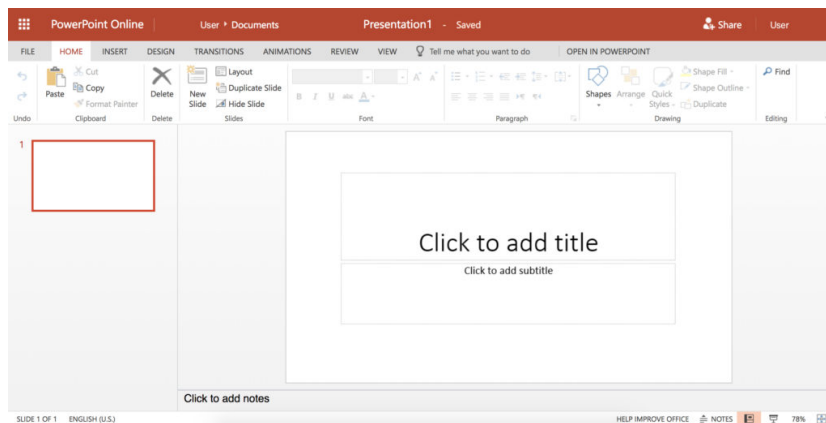 PowerPoint Online User ▸ Documents Presentation1 - Saved Share User
FILE HOME INSERT DESIGN TRANSITIONS ANIMATIONS REVIEW VIEW Tell me what you want to do OPEN IN POWERPOINT
Cut
Copy
Format Painter
Paste
Delete
New
Slide
Layout
Duplicate Slide
Hide Slide
B I U abc A
Shapes Arrange Quick
Styles
Shape Fill
Shape Outline
Duplicate
Find
Undo Clipboard Delete Slides Font Paragraph Drawing Editing
1
Click to add title
Click to add subtitle
Click to add notes
SLIDE 1 OF 1 ENGLISH (U.S.) HELP IMPROVE OFFICE NOTES 78%